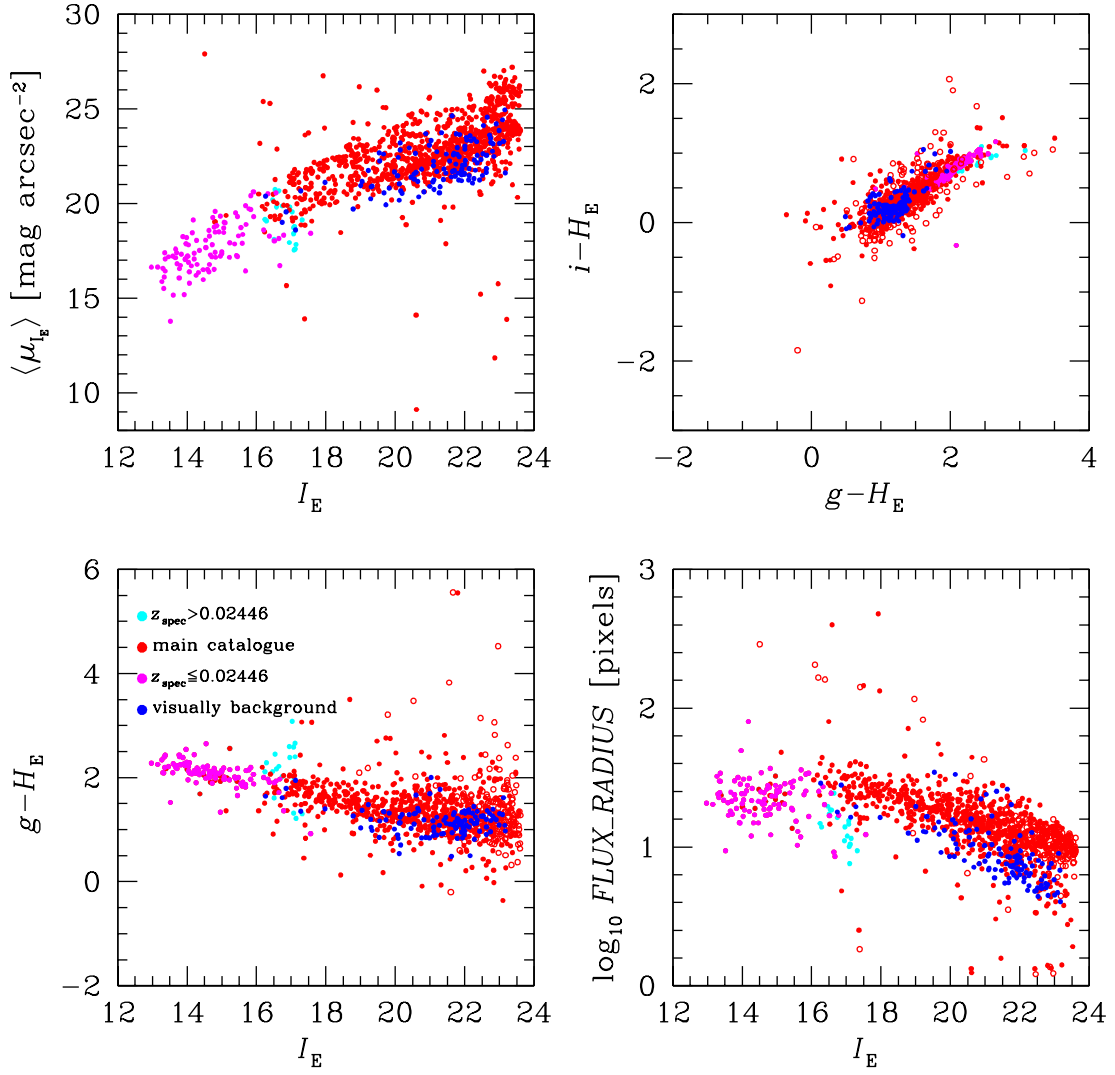 30
25
20
15
10
⟨μ_{I_E}⟩ [mag arcsec⁻²]
12 14 16 18 20 22 24
I_E
2
0
−2
i−H_E
−2 0 2 4
g−H_E
6
4
2
0
−2
g−H_E
z_spec>0.02446
main catalogue
z_spec≤0.02446
visually background
12 14 16 18 20 22 24
I_E
3
2
1
0
log₁₀ FLUX_RADIUS [pixels]
12 14 16 18 20 22 24
I_E